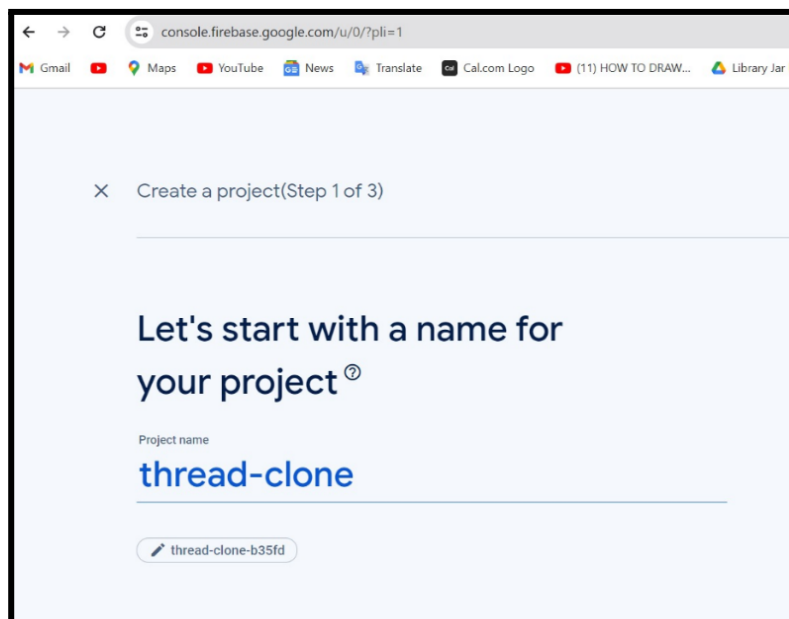 console.firebase.google.com/u/0/?pli=1
Gmail Maps YouTube News Translate Cal.com Logo (11) HOW TO DRAW... Library Jar
Create a project(Step 1 of 3)
Let's start with a name for
your project
Project name
thread-clone
thread-clone-b35fd